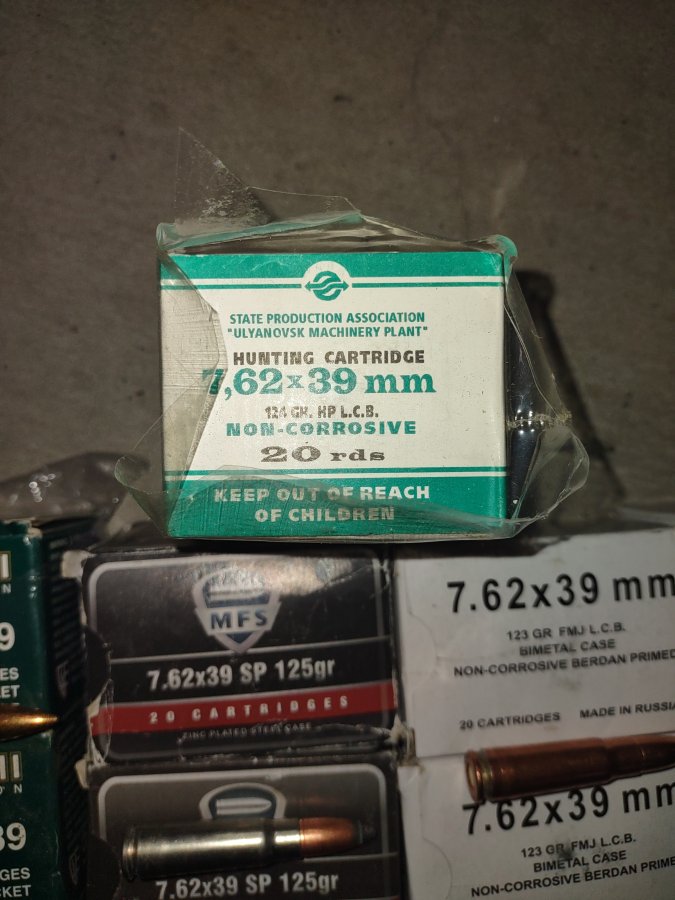 STATE PRODUCTION ASSOCIATION
"ULYANOVSK MACHINERY PLANT"
HUNTING CARTRIDGE
7,62x39 mm
124 GR. HP L.C.B.
NON-CORROSIVE
20 rds
KEEP OUT OF REACH
OF CHILDREN
MFS
7.62x39 SP 125gr
20 CARTRIDGES
ZINC PLATED STEEL CASE
7.62x39 mm
123 GR FMJ L.C.B.
BIMETAL CASE
NON-CORROSIVE BERDAN PRIMED
20 CARTRIDGES MADE IN RUSSIA
7.62x39 SP 125gr
7.62x39 mm
123 GR FMJ L.C.B.
BIMETAL CASE
NON-CORROSIVE BERDAN PRIME